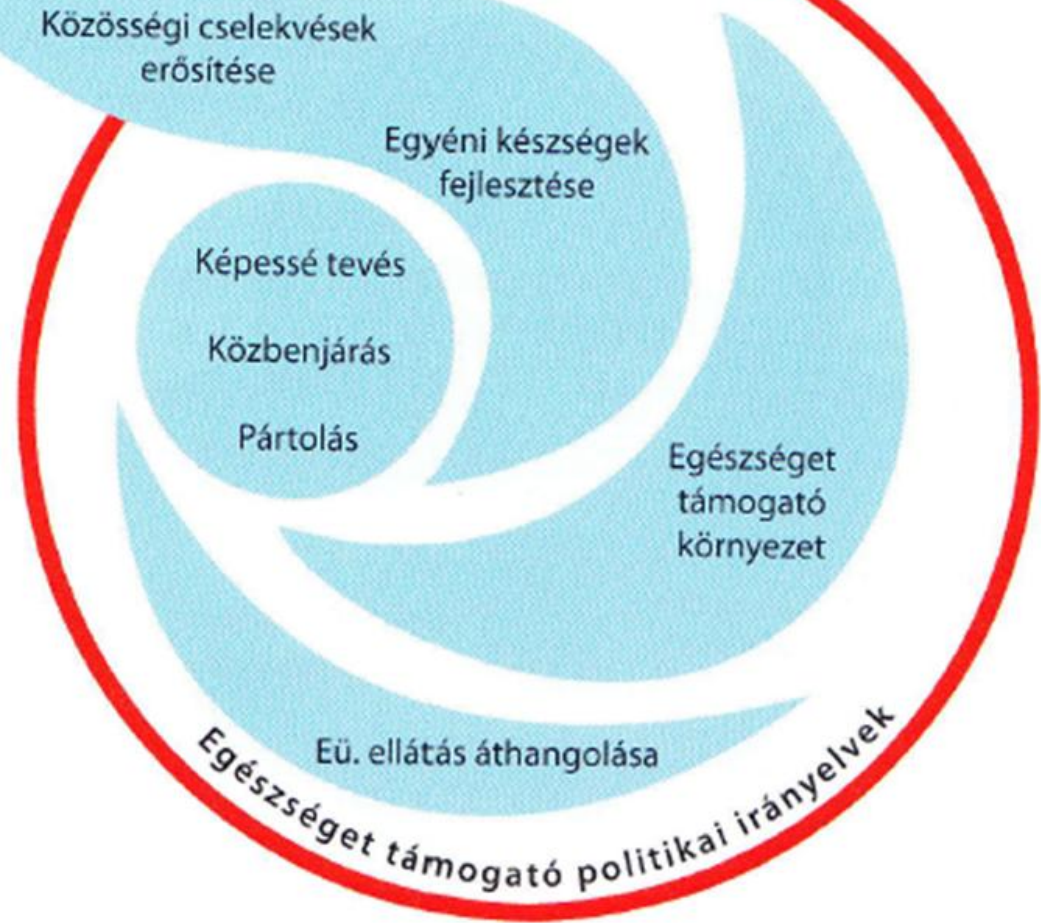 Közösségi cselekvések
erősítése
Egyéni készségek
fejlesztése
Képessé tevés
Közbenjárás
Pártolás
Egészséget
támogató
környezet
Eü. ellátás áthangolása
Egészséget támogató politikai irányelvek